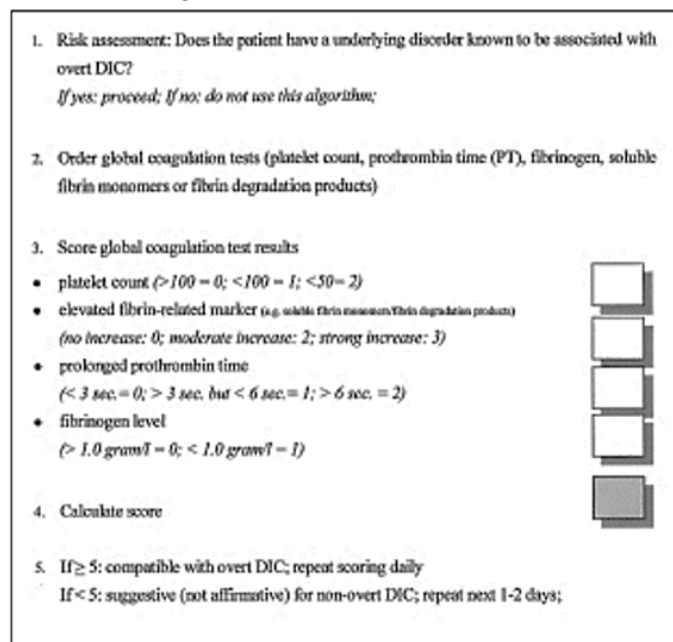 1. Risk assessment: Does the patient have a underlying disorder known to be associated with
overt DIC?
If yes: proceed; If no: do not use this algorithm;
2. Order global coagulation tests (platelet count, prothrombin time (PT), fibrinogen, soluble
fibrin monomers or fibrin degradation products)
3. Score global coagulation test results
• platelet count (>100 = 0; <100 = 1; <50= 2)
• elevated fibrin-related marker (e.g. soluble fibrin monomers/fibrin degradation products)
(no increase: 0; moderate increase: 2; strong increase: 3)
• prolonged prothrombin time
(< 3 sec.= 0; > 3 sec. but < 6 sec.= 1; > 6 sec. = 2)
• fibrinogen level
(> 1.0 gram/l = 0; < 1.0 gram/l = 1)
4. Calculate score
5. If ≥ 5: compatible with overt DIC; repeat scoring daily
If < 5: suggestive (not affirmative) for non-overt DIC; repeat next 1-2 days;